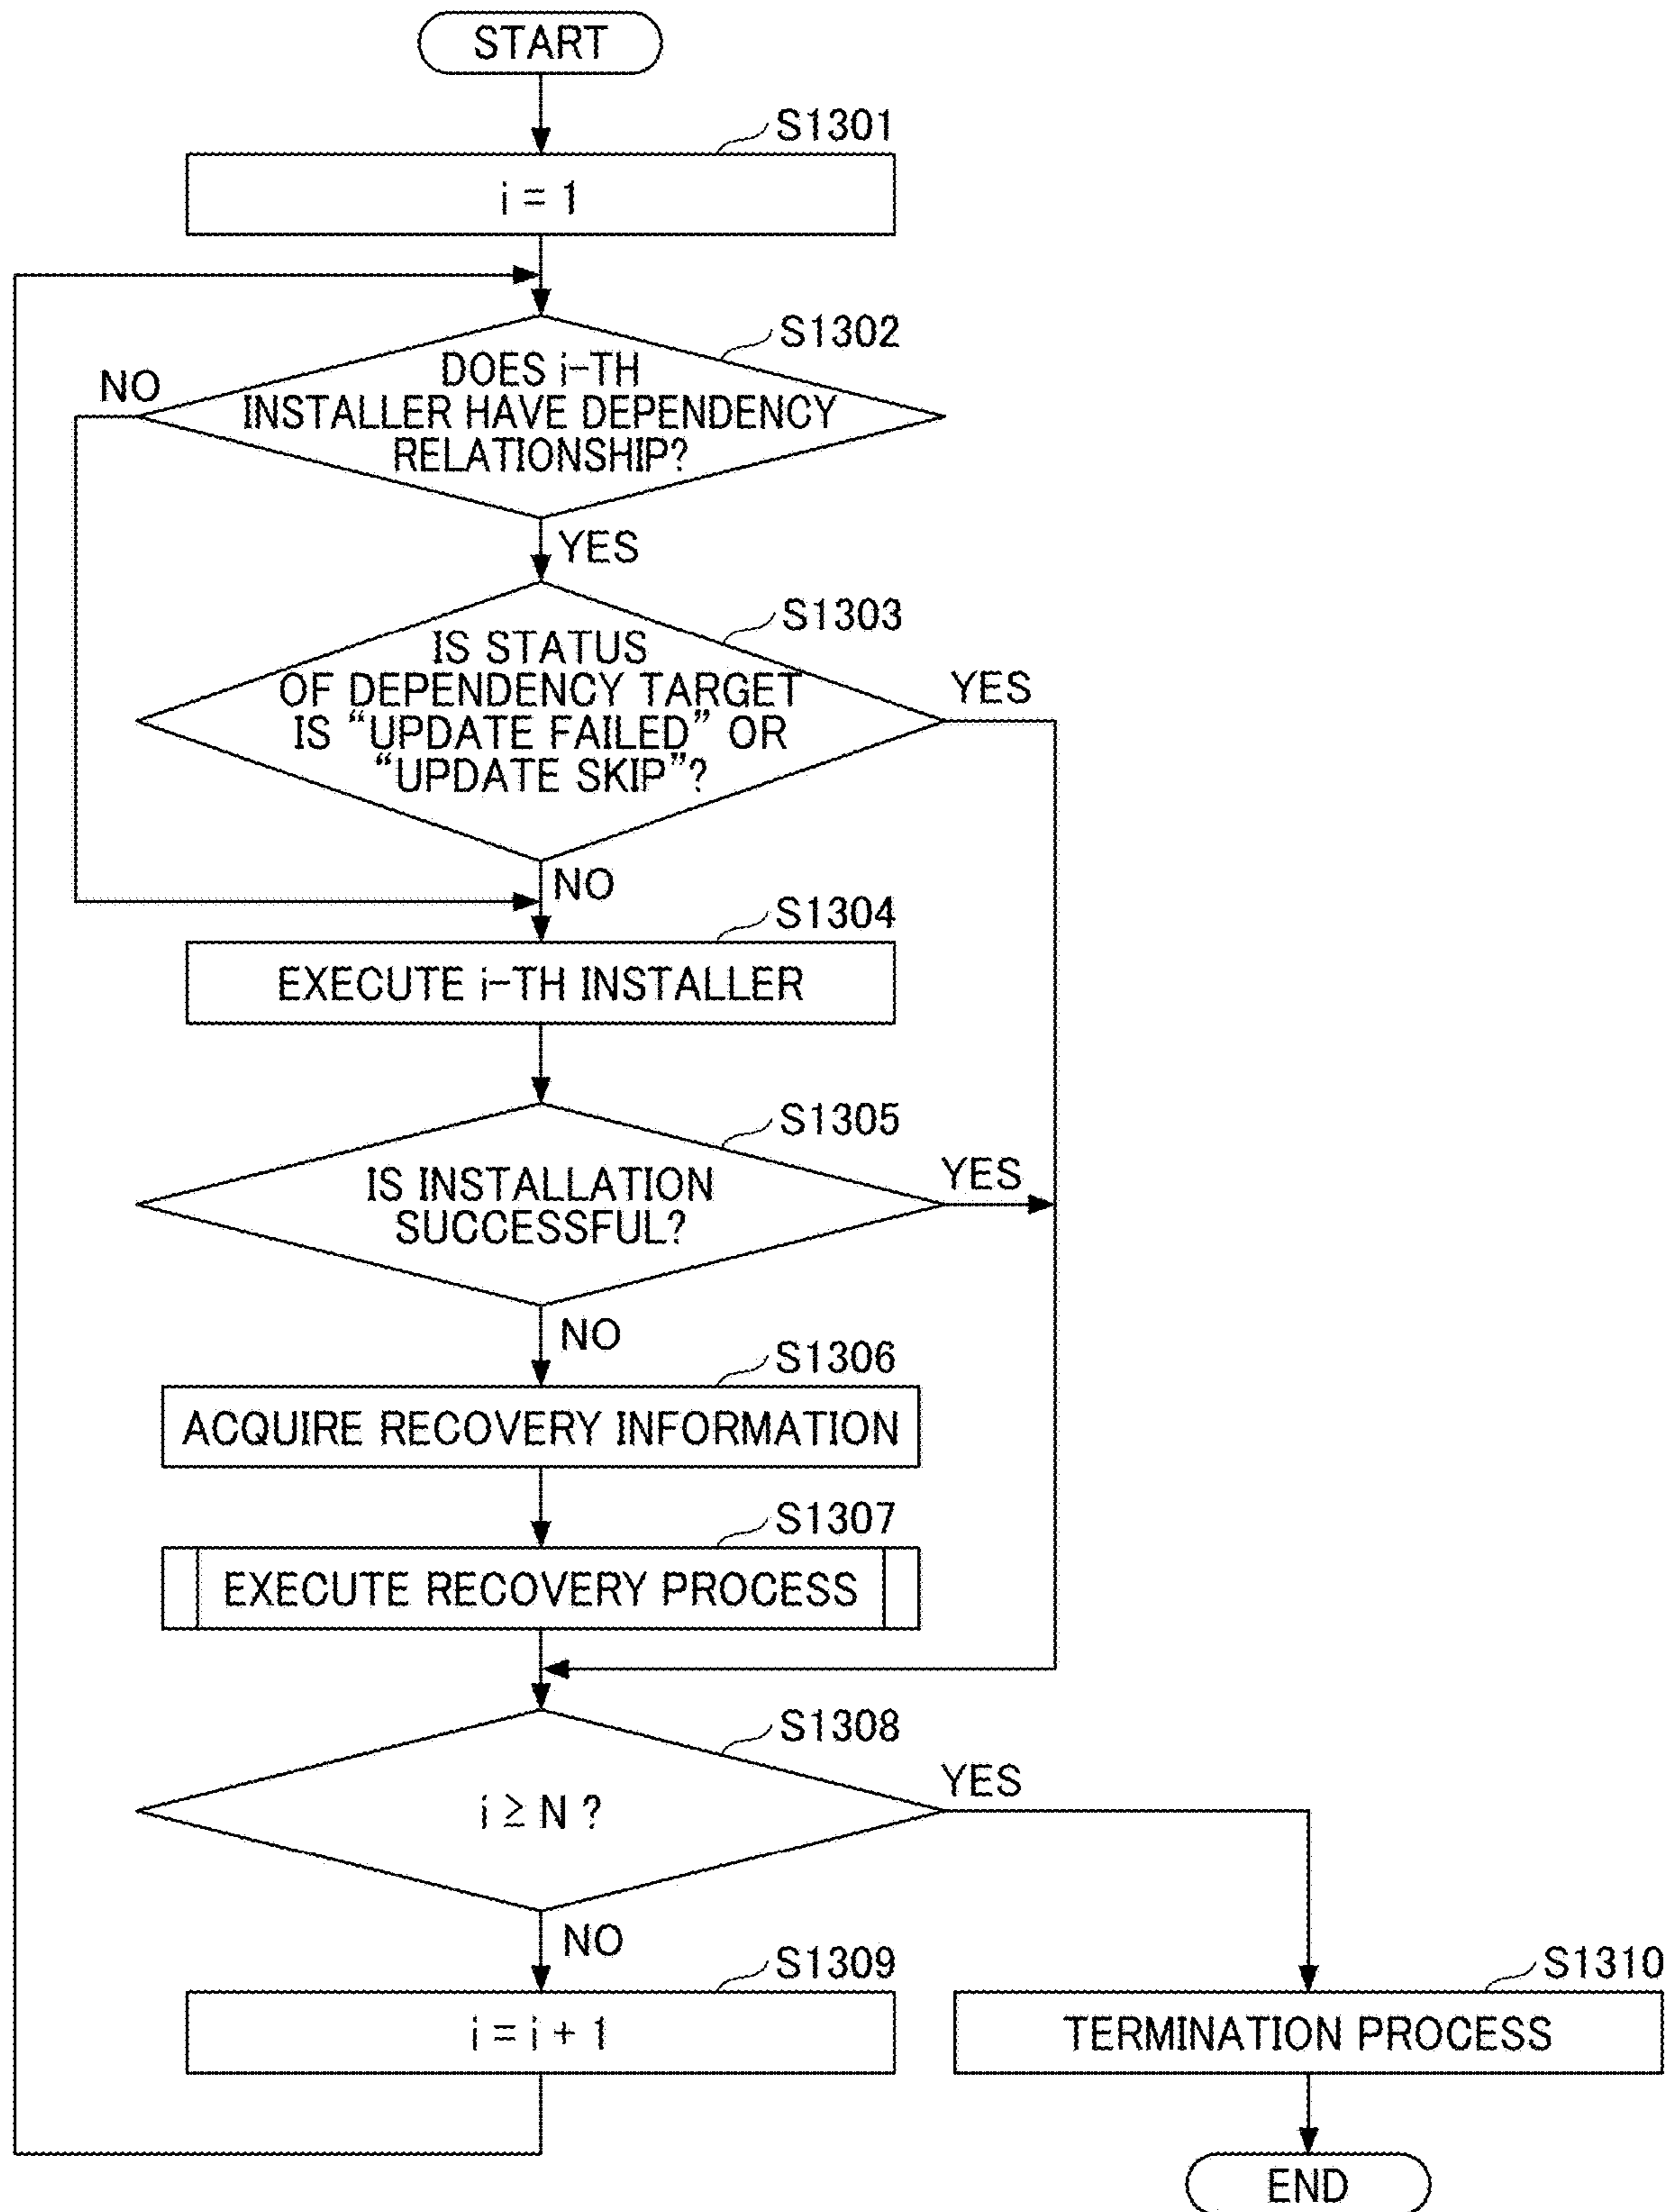 START
S1301
i = 1
S1302
DOES i-TH
INSTALLER HAVE DEPENDENCY
RELATIONSHIP?
NO
YES
S1303
IS STATUS
OF DEPENDENCY TARGET
IS “UPDATE FAILED” OR
“UPDATE SKIP”?
YES
NO
S1304
EXECUTE i-TH INSTALLER
S1305
IS INSTALLATION
SUCCESSFUL?
YES
NO
S1306
ACQUIRE RECOVERY INFORMATION
S1307
EXECUTE RECOVERY PROCESS
S1308
i ≥ N ?
YES
NO
S1309
i = i + 1
S1310
TERMINATION PROCESS
END